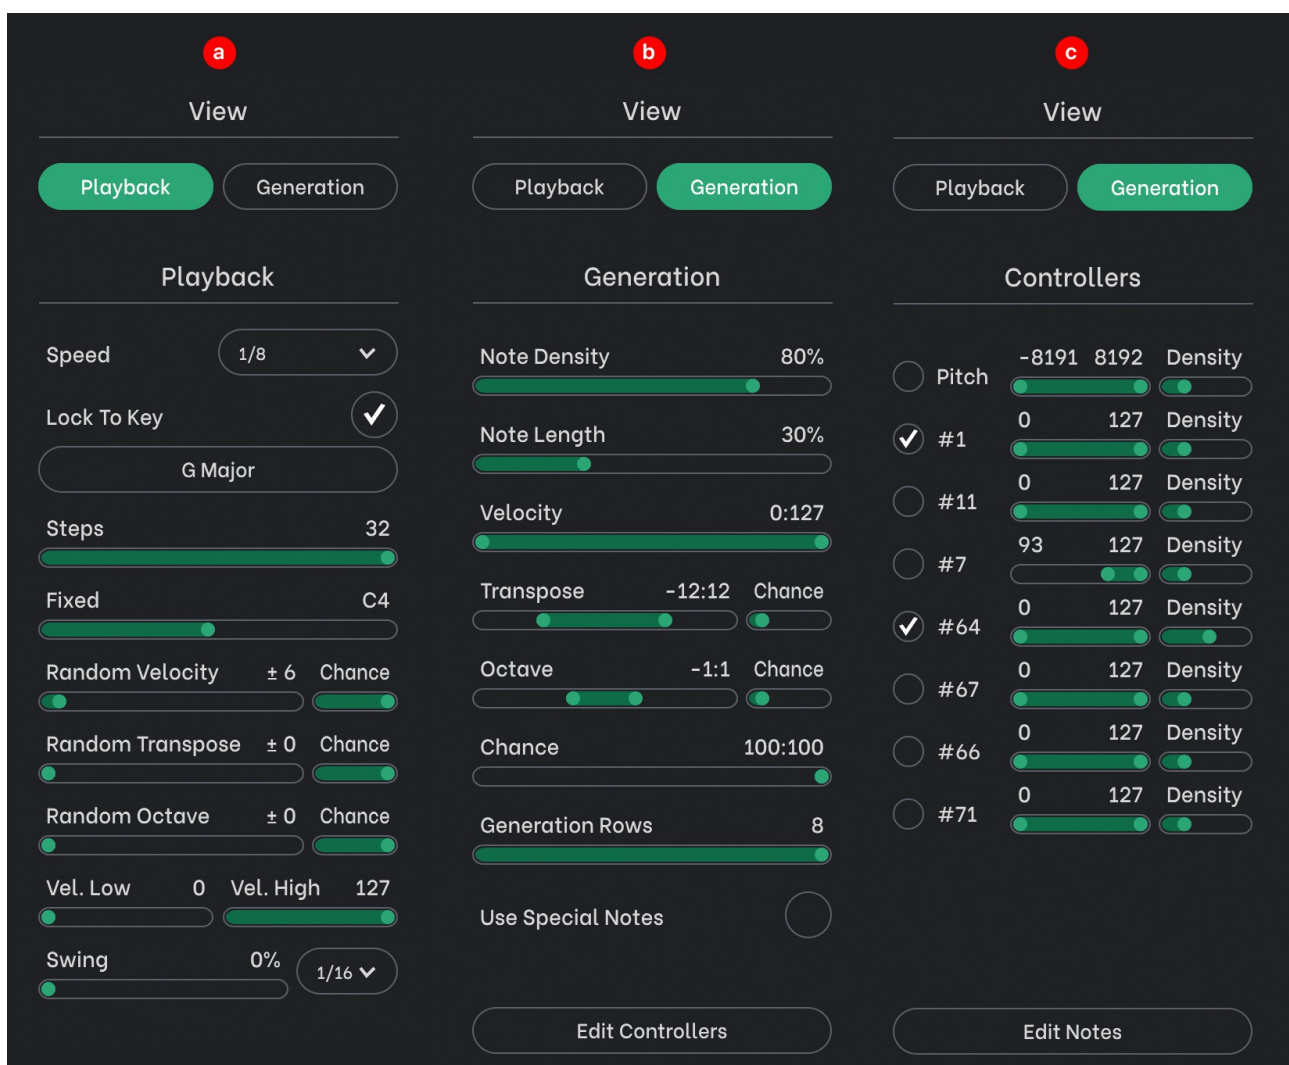 a
View
Playback Generation
Playback
Speed 1/8
Lock To Key
G Major
Steps 32
Fixed C4
Random Velocity ± 6 Chance
Random Transpose ± 0 Chance
Random Octave ± 0 Chance
Vel. Low 0 Vel. High 127
Swing 0% 1/16
b
View
Playback Generation
Generation
Note Density 80%
Note Length 30%
Velocity 0:127
Transpose -12:12 Chance
Octave -1:1 Chance
Chance 100:100
Generation Rows 8
Use Special Notes
Edit Controllers
c
View
Playback Generation
Controllers
Pitch -8191 8192 Density
#1 0 127 Density
#11 0 127 Density
#7 93 127 Density
#64 0 127 Density
#67 0 127 Density
#66 0 127 Density
#71 0 127 Density
Edit Notes